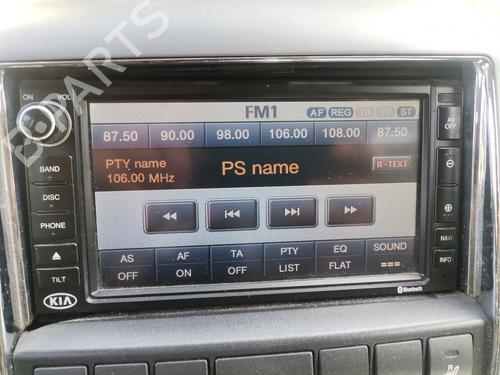 B-PARTS
ON VOL
FM1 AF REG TA TP ST
87.50 90.00 98.00 106.00 108.00 87.50
PTY name
106.00 MHz
PS name
R-TEXT
BAND
DISC
PHONE
TILT
KIA
AS OFF
AF ON
TA OFF
PTY LIST
EQ FLAT
SOUND
AV OFF
NAVI
INFO
Bluetooth
R